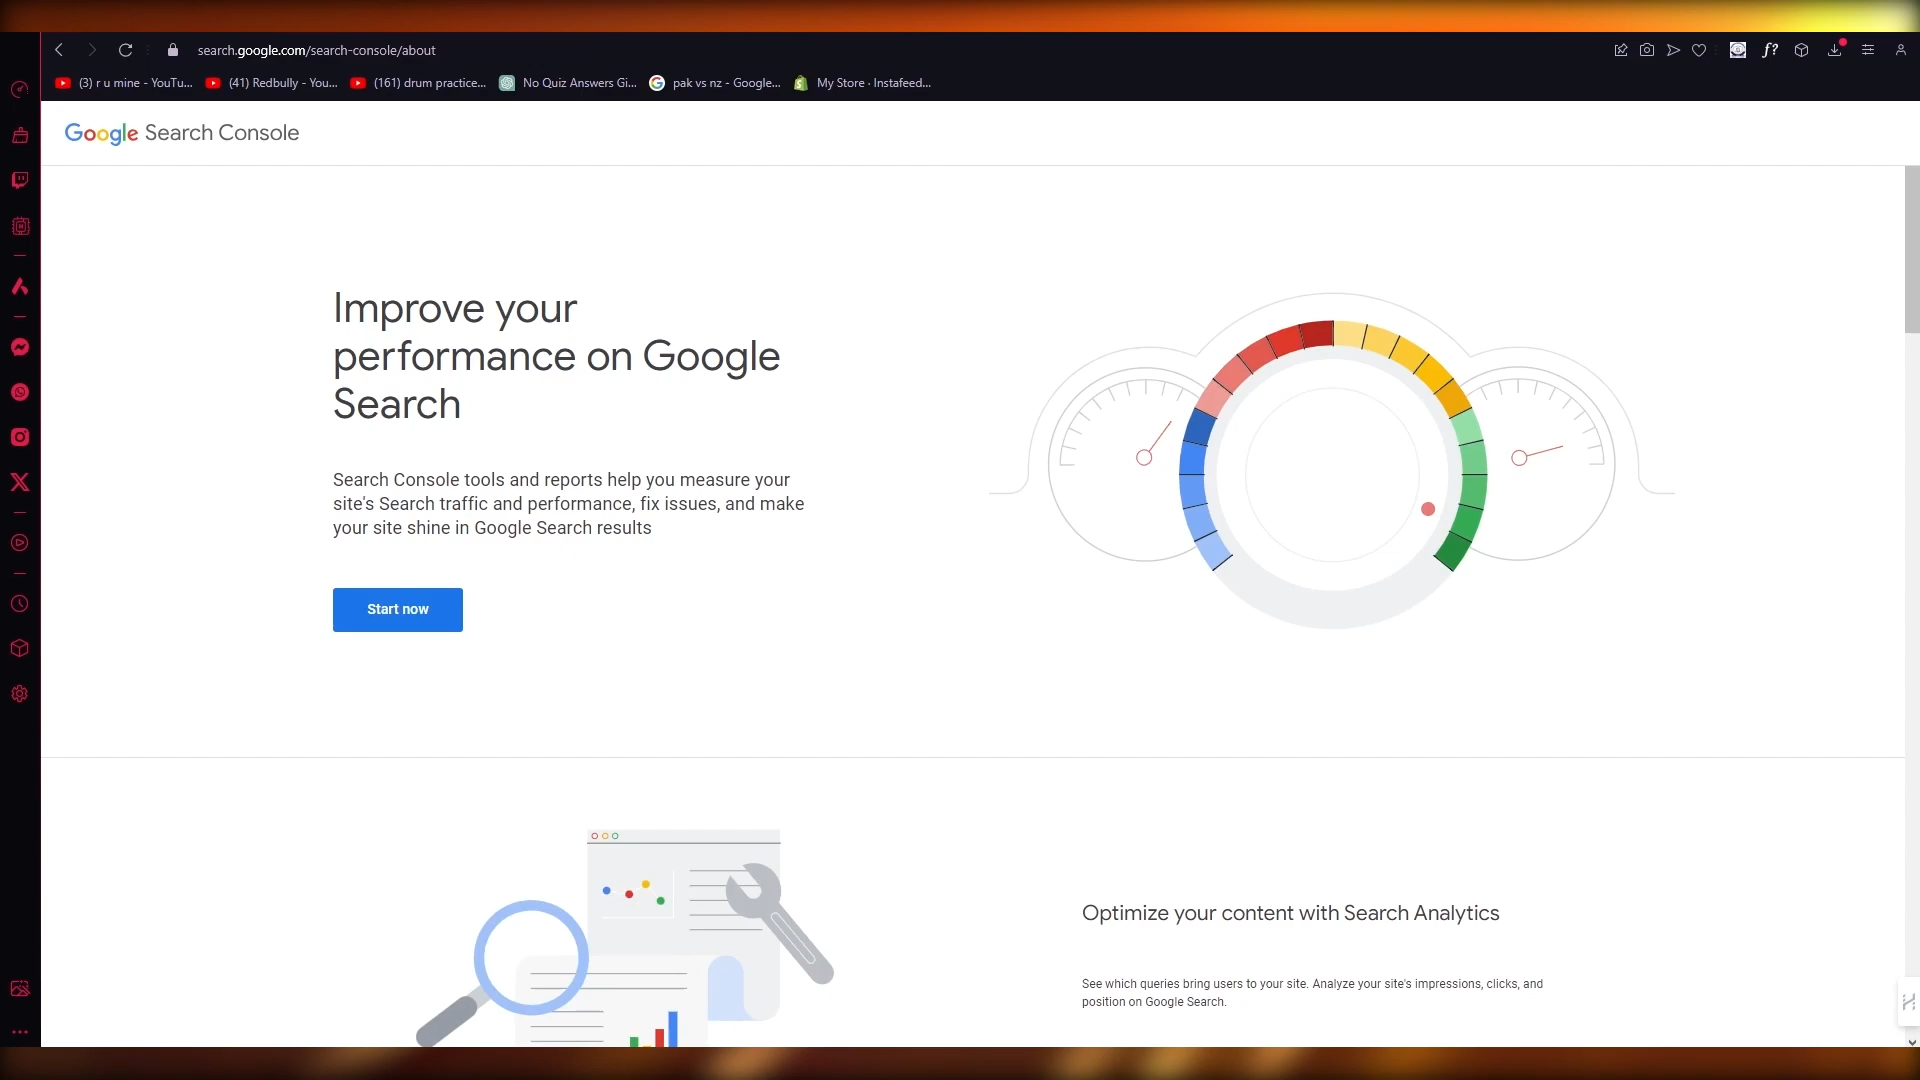 search.google.com/search-console/about
(3) r u mine - YouTu...
(41) Redbully - You...
(161) drum practice...
No Quiz Answers Gi...
pak vs nz - Google...
My Store · Instafeed...
Google Search Console
Improve your
performance on Google
Search
Search Console tools and reports help you measure your
site's Search traffic and performance, fix issues, and make
your site shine in Google Search results
Start now
Optimize your content with Search Analytics
See which queries bring users to your site. Analyze your site's impressions, clicks, and
position on Google Search.